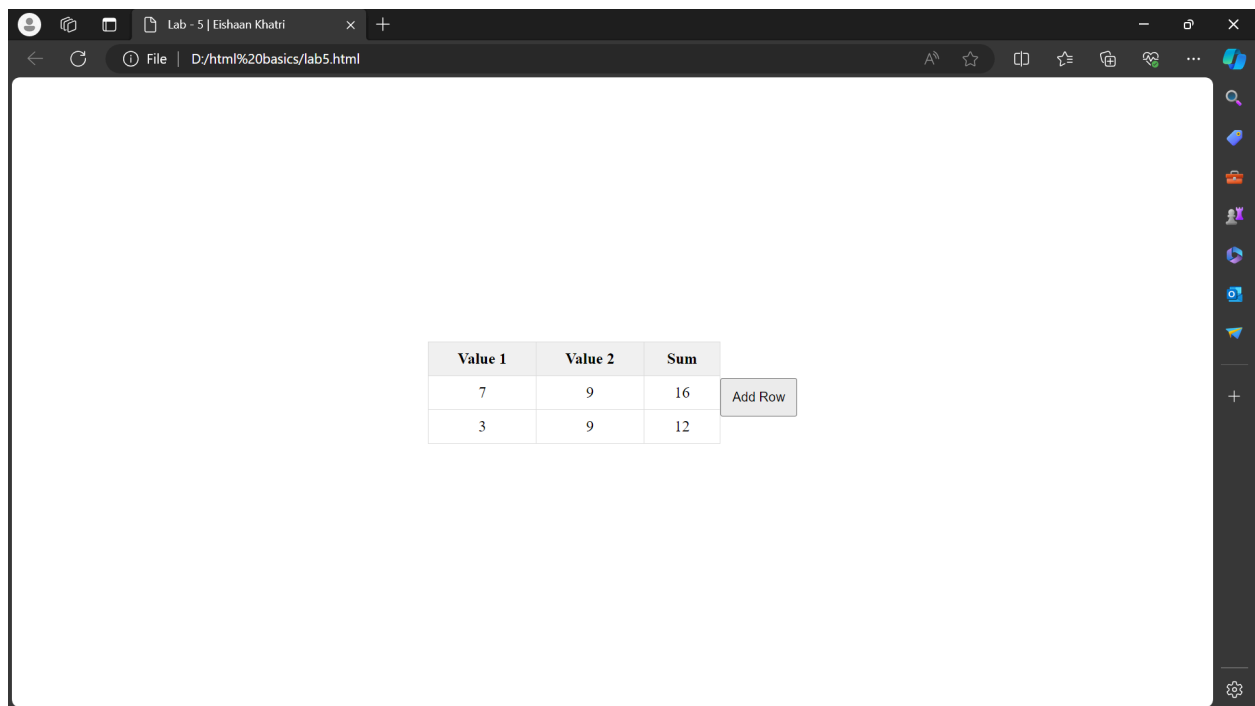 Lab - 5 | Eishaan Khatri
File | D:/html%20basics/lab5.html
Value 1 Value 2 Sum
7 9 16
Add Row
3 9 12